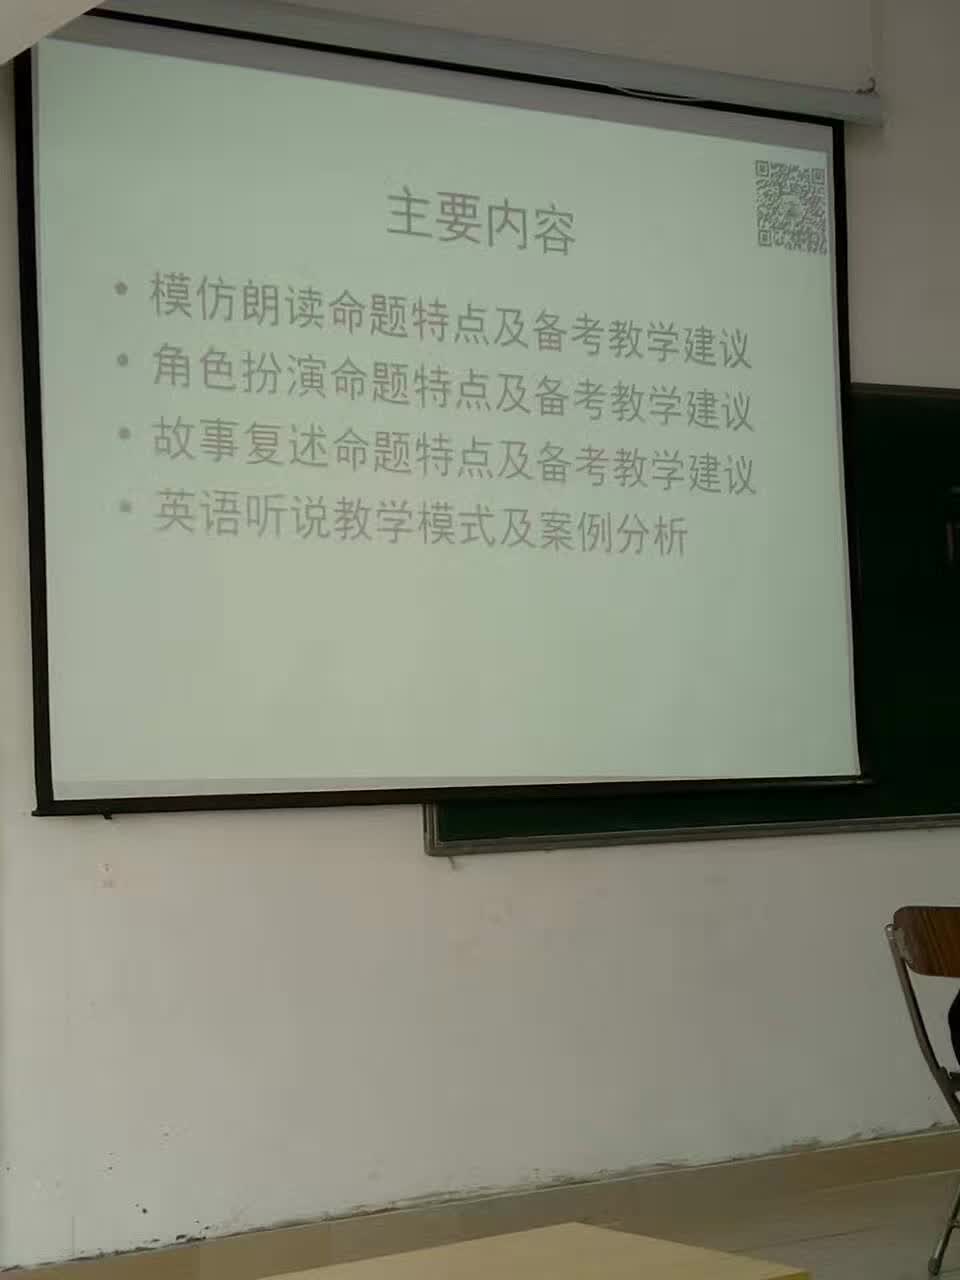 主要内容
• 模仿朗读命题特点及备考教学建议
• 角色扮演命题特点及备考教学建议
• 故事复述命题特点及备考教学建议
• 英语听说教学模式及案例分析